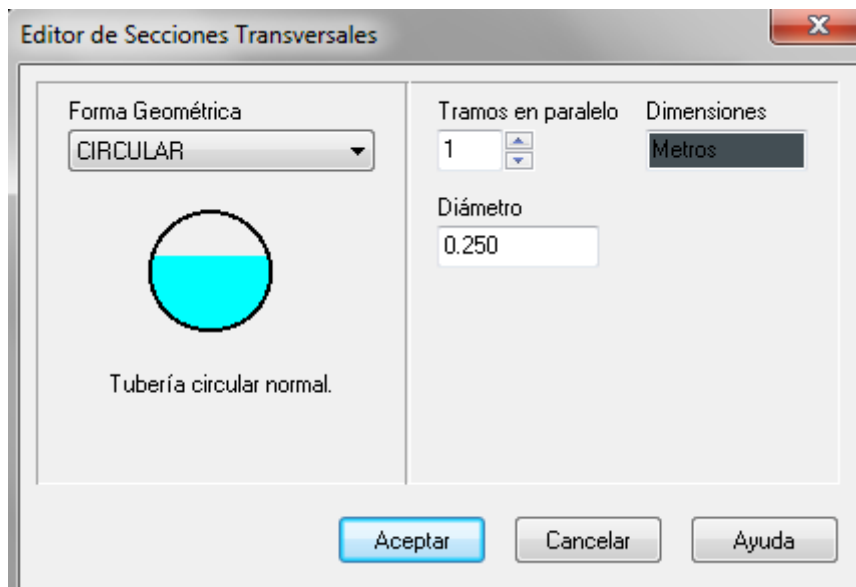 Editor de Secciones Transversales
Forma Geométrica
CIRCULAR
Tubería circular normal.
Tramos en paralelo
1
Dimensiones
Metros
Diámetro
0.250
Aceptar
Cancelar
Ayuda